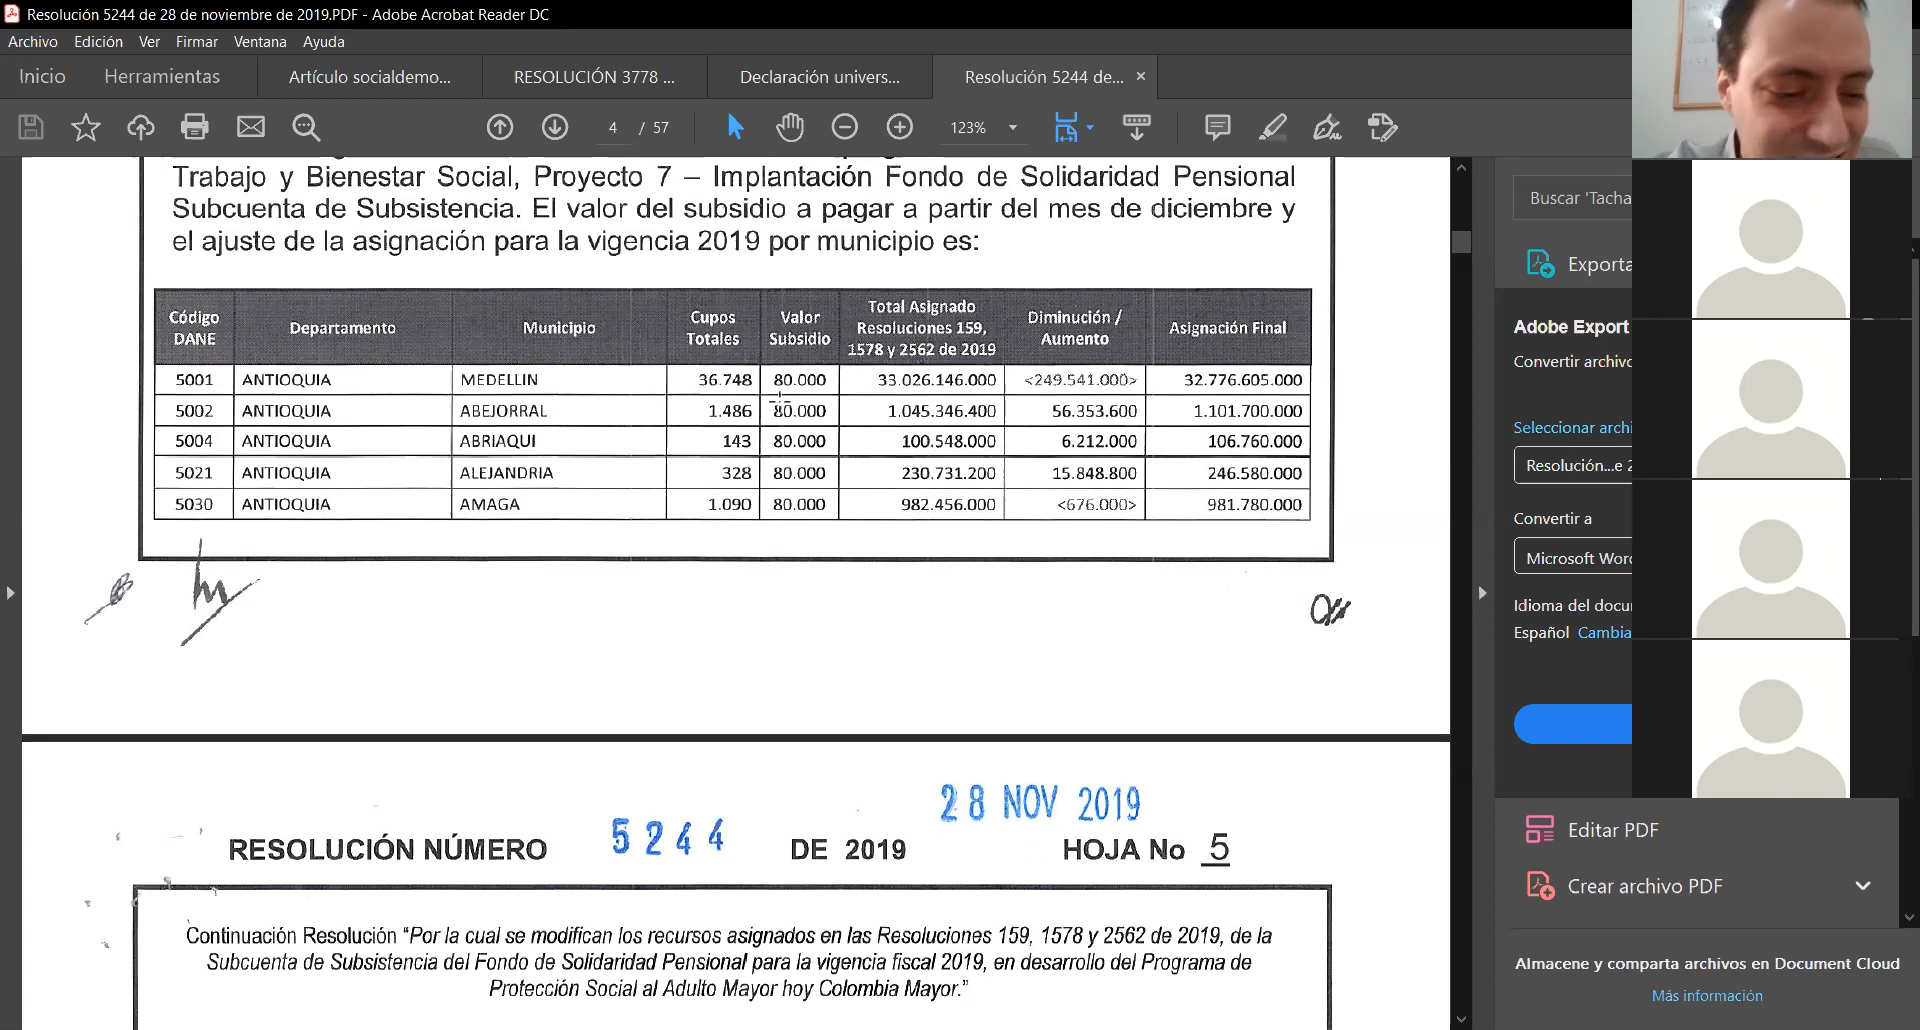 Resolución 5244 de 28 de noviembre de 2019.PDF - Adobe Acrobat Reader DC
Archivo Edición Ver Firmar Ventana Ayuda
Inicio Herramientas Artículo socialdemo... RESOLUCIÓN 3778 ... Declaración univers... Resolución 5244 de... ×
4 / 57 123%
Trabajo y Bienestar Social, Proyecto 7 – Implantación Fondo de Solidaridad Pensional
Subcuenta de Subsistencia. El valor del subsidio a pagar a partir del mes de diciembre y
el ajuste de la asignación para la vigencia 2019 por municipio es:
Código DANE Departamento Municipio Cupos Totales Valor Subsidio Total Asignado Resoluciones 159, 1578 y 2562 de 2019 Diminución / Aumento Asignación Final
5001 ANTIOQUIA MEDELLIN 36.748 80.000 33.026.146.000 <249.541.000> 32.776.605.000
5002 ANTIOQUIA ABEJORRAL 1.486 80.000 1.045.346.400 56.353.600 1.101.700.000
5004 ANTIOQUIA ABRIAQUI 143 80.000 100.548.000 6.212.000 106.760.000
5021 ANTIOQUIA ALEJANDRIA 328 80.000 230.731.200 15.848.800 246.580.000
5030 ANTIOQUIA AMAGA 1.090 80.000 982.456.000 <676.000> 981.780.000
28 NOV 2019
RESOLUCIÓN NÚMERO 5244 DE 2019 HOJA No 5
Continuación Resolución “Por la cual se modifican los recursos asignados en las Resoluciones 159, 1578 y 2562 de 2019, de la
Subcuenta de Subsistencia del Fondo de Solidaridad Pensional para la vigencia fiscal 2019, en desarrollo del Programa de
Protección Social al Adulto Mayor hoy Colombia Mayor.”
Buscar 'Tacha
Exporta
Adobe Export
Convertir archivo
Seleccionar archi
Resolución...e 2
Convertir a
Microsoft Word
Idioma del docu
Español Cambia
Editar PDF
Crear archivo PDF
Almacene y comparta archivos en Document Cloud
Más información